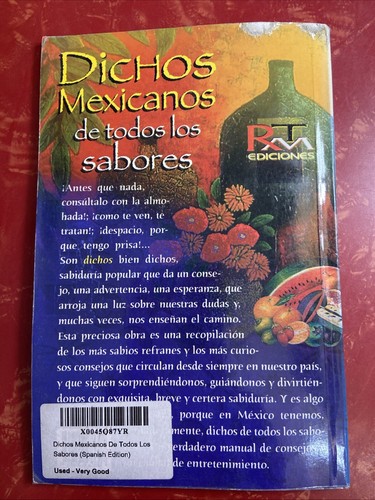 Dichos
Mexicanos
de todos los
sabores
RTM
EDICIONES
¡Antes que nada,
consúltalo con la almo-
hada!; ¡como te ven, te
tratan!; ¡despacio, por-
que tengo prisa!...
Son dichos bien dichos,
sabiduría popular que da un conse-
jo, una advertencia, una esperanza, que
arroja una luz sobre nuestras dudas y,
muchas veces, nos enseñan el camino.
Esta preciosa obra es una recopilación
de los más sabios refranes y los más curio-
sos consejos que circulan desde siempre en nuestro país,
y que siguen sorprendiéndonos, guiándonos y divirtién-
donos con exquisita, breve y certera sabiduría. Y es algo
, porque en México tenemos,
mente, dichos de todos los sabo-
erdadero manual de consejos
de entretenimiento.
X0045Q87YR
Dichos Mexicanos De Todos Los
Sabores (Spanish Edition)
Used - Very Good